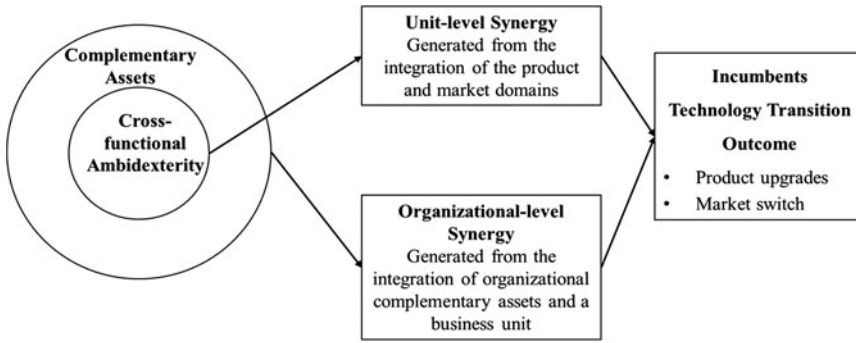 Complementary
Assets
Cross-
functional
Ambidexterity
Unit-level Synergy
Generated from the
integration of the product
and market domains
Organizational-level
Synergy
Generated from the
integration of organizational
complementary assets and a
business unit
Incumbents
Technology Transition
Outcome
• Product upgrades
• Market switch